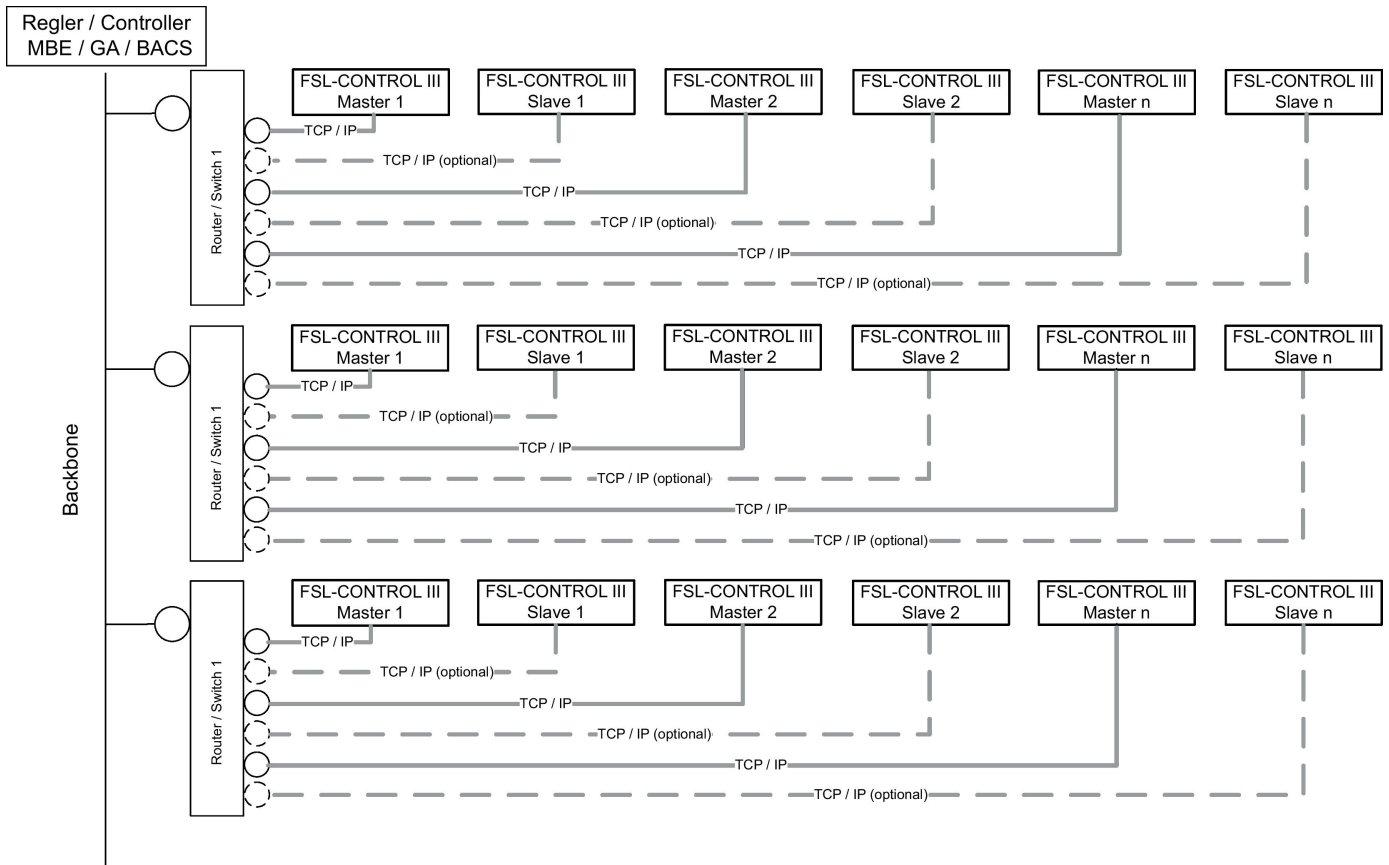 Regler / Controller
MBE / GA / BACS
Backbone
Router / Switch 1
FSL-CONTROL III
Master 1
FSL-CONTROL III
Slave 1
FSL-CONTROL III
Master 2
FSL-CONTROL III
Slave 2
FSL-CONTROL III
Master n
FSL-CONTROL III
Slave n
TCP / IP
TCP / IP (optional)
TCP / IP
TCP / IP (optional)
TCP / IP
TCP / IP (optional)
Router / Switch 1
FSL-CONTROL III
Master 1
FSL-CONTROL III
Slave 1
FSL-CONTROL III
Master 2
FSL-CONTROL III
Slave 2
FSL-CONTROL III
Master n
FSL-CONTROL III
Slave n
TCP / IP
TCP / IP (optional)
TCP / IP
TCP / IP (optional)
TCP / IP
TCP / IP (optional)
Router / Switch 1
FSL-CONTROL III
Master 1
FSL-CONTROL III
Slave 1
FSL-CONTROL III
Master 2
FSL-CONTROL III
Slave 2
FSL-CONTROL III
Master n
FSL-CONTROL III
Slave n
TCP / IP
TCP / IP (optional)
TCP / IP
TCP / IP (optional)
TCP / IP
TCP / IP (optional)